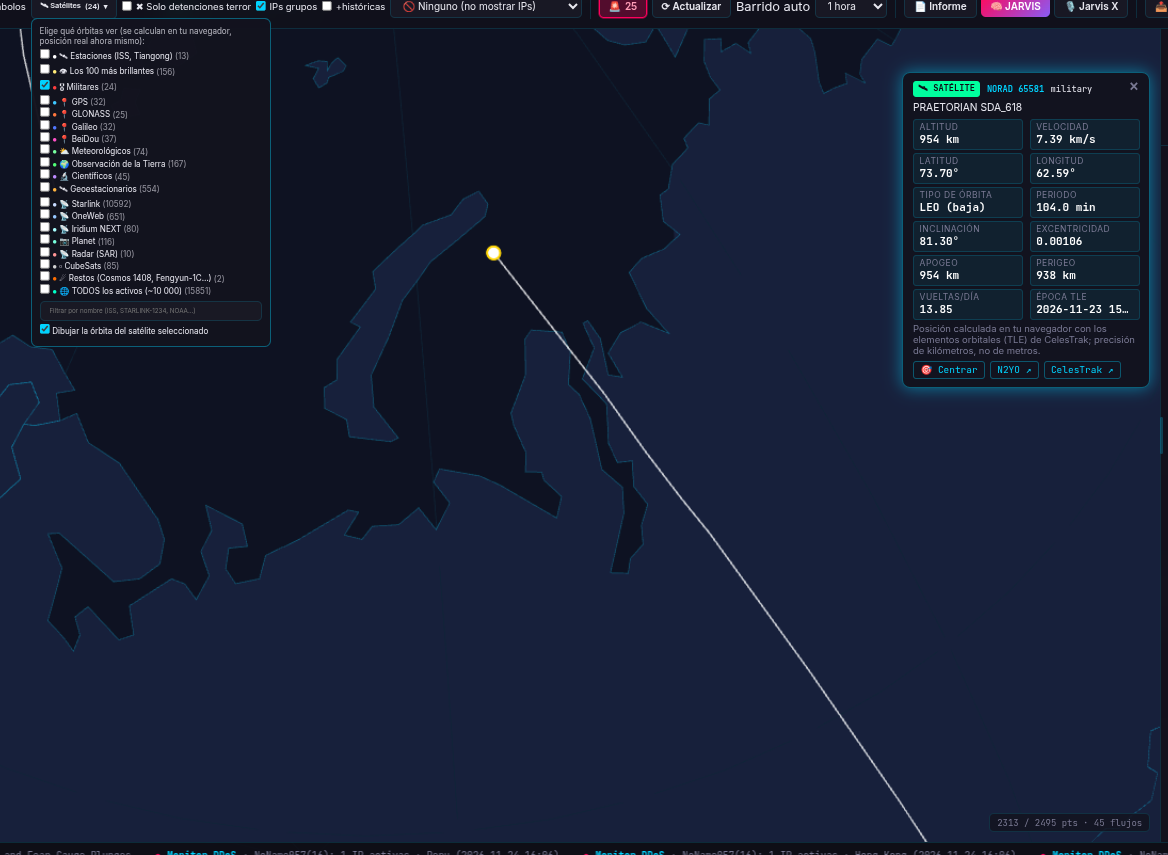 bolos
Satélites (24) ▾
✖ Solo detenciones terror
IPs grupos
+históricas
🚫 Ninguno (no mostrar IPs)
🚨 25
⟳ Actualizar
Barrido auto
1 hora
📄 Informe
🧠 JARVIS
🎙️ Jarvis X
Elige qué órbitas ver (se calculan en tu navegador,
posición real ahora mismo):
Estaciones (ISS, Tiangong) (13)
Los 100 más brillantes (156)
Militares (24)
GPS (32)
GLONASS (25)
Galileo (32)
BeiDou (37)
Meteorológicos (74)
Observación de la Tierra (167)
Científicos (45)
Geoestacionarios (554)
Starlink (10592)
OneWeb (651)
Iridium NEXT (80)
Planet (116)
Radar (SAR) (10)
CubeSats (85)
Restos (Cosmos 1408, Fengyun-1C...) (2)
TODOS los activos (~10 000) (15851)
Filtrar por nombre (ISS, STARLINK-1234, NOAA...)
Dibujar la órbita del satélite seleccionado
SATÉLITE NORAD 65581 military ×
PRAETORIAN SDA_618
ALTITUD VELOCIDAD
954 km 7.39 km/s
LATITUD LONGITUD
73.70° 62.59°
TIPO DE ÓRBITA PERIODO
LEO (baja) 104.0 min
INCLINACIÓN EXCENTRICIDAD
81.30° 0.00106
APOGEO PERIGEO
954 km 938 km
VUELTAS/DÍA ÉPOCA TLE
13.85 2026-11-23 15…
Posición calculada en tu navegador con los
elementos orbitales (TLE) de CelesTrak; precisión
de kilómetros, no de metros.
🎯 Centrar N2YO ↗ CelesTrak ↗
2313 / 2495 pts · 45 flujos